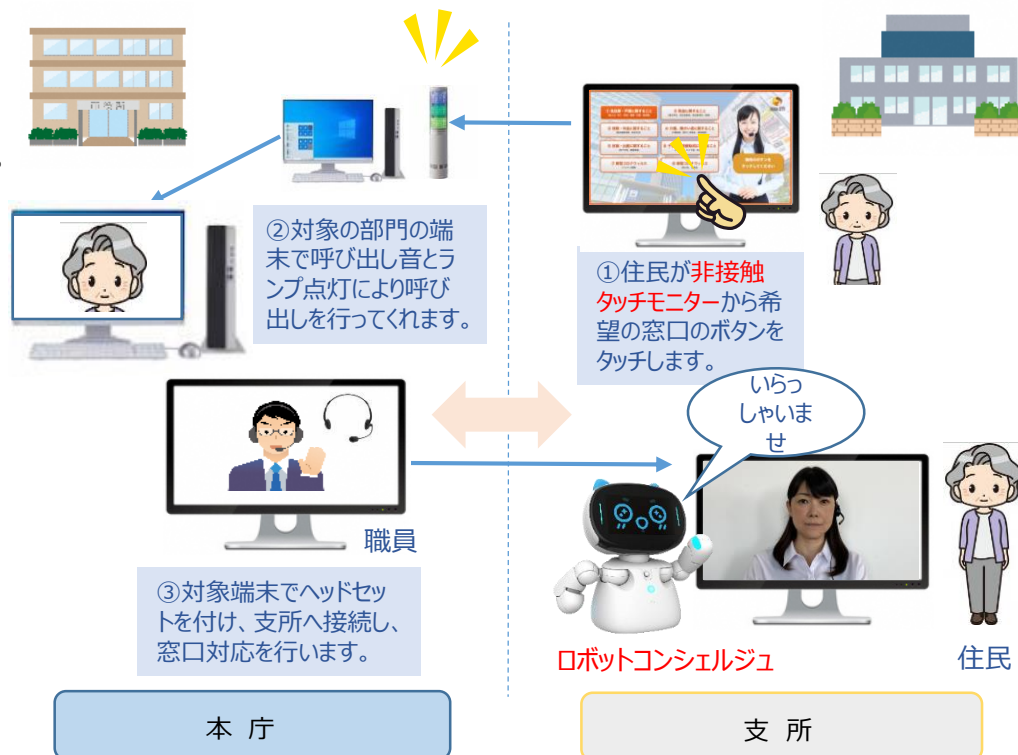 ②対象の部門の端
末で呼び出し音とラ
ンプ点灯により呼び
出しを行ってくれます。
①住民が非接触
タッチモニターから希
望の窓口のボタンを
タッチします。
いらっ
しゃいま
せ
職員
③対象端末でヘッドセッ
トを付け、支所へ接続し、
窓口対応を行います。
ロボットコンシェルジュ
住民
本 庁
支 所